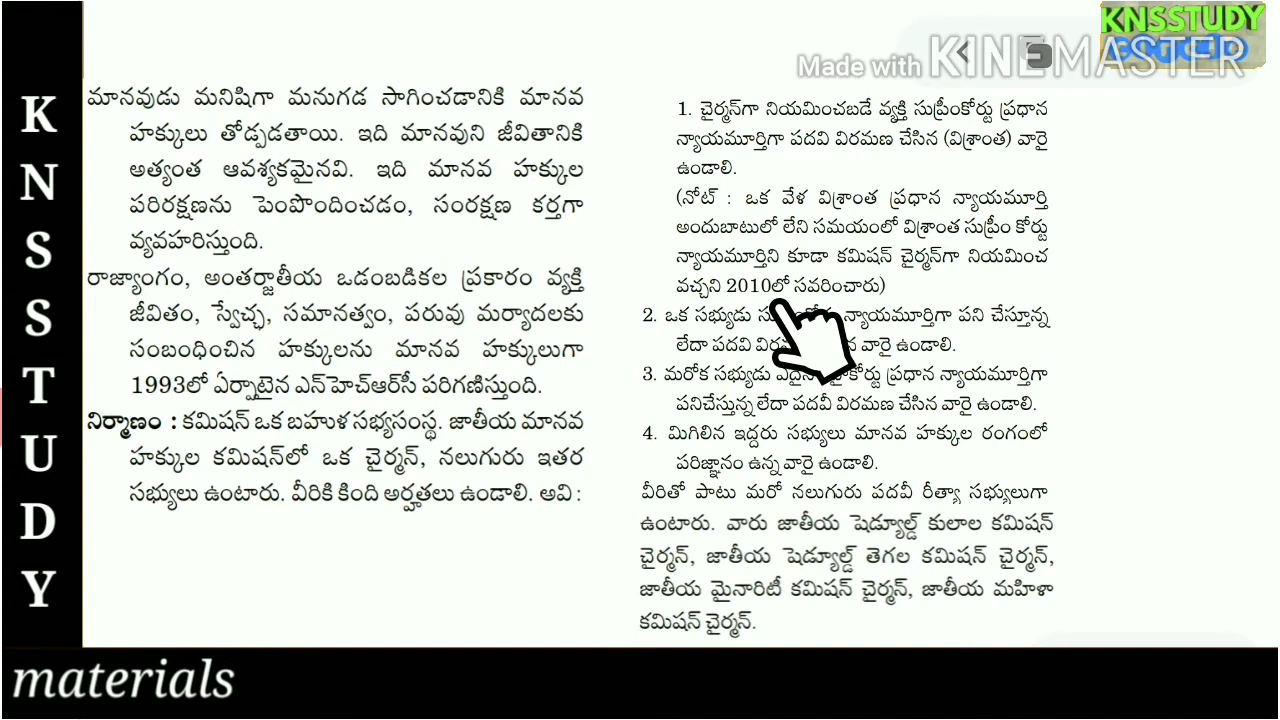 KNSSTUDY
Made with KINEMASTER
KNSSTUDY
మానవుడు మనిషిగా మనుగడ సాగించడానికి మానవ
హక్కులు తోడ్పడతాయి. ఇది మానవుని జీవితానికి
అత్యంత ఆవశ్యకమైనవి. ఇది మానవ హక్కుల
పరిరక్షణను పెంపొందించడం, సంరక్షణ కర్తగా
వ్యవహరిస్తుంది.
రాజ్యాంగం, అంతర్జాతీయ ఒడంబడికల ప్రకారం వ్యక్తి
జీవితం, స్వేచ్ఛ, సమానత్వం, పరువు మర్యాదలకు
సంబంధించిన హక్కులను మానవ హక్కులుగా
1993లో ఏర్పాటైన ఎన్‌హెచ్‌ఆర్‌సీ పరిగణిస్తుంది.
నిర్మాణం : కమిషన్ ఒక బహుళ సభ్యసంస్థ. జాతీయ మానవ
హక్కుల కమిషన్‌లో ఒక చైర్మన్, నలుగురు ఇతర
సభ్యులు ఉంటారు. వీరికి కింది అర్హతలు ఉండాలి. అవి :
1. చైర్మన్‌గా నియమించబడే వ్యక్తి సుప్రీంకోర్టు ప్రధాన
న్యాయమూర్తిగా పదవి విరమణ చేసిన (విశ్రాంత) వారై
ఉండాలి.
(నోట్ : ఒక వేళ విశ్రాంత ప్రధాన న్యాయమూర్తి
అందుబాటులో లేని సమయంలో విశ్రాంత సుప్రీం కోర్టు
న్యాయమూర్తిని కూడా కమిషన్ చైర్మన్‌గా నియమించ
వచ్చని 2010లో సవరించారు)
2. ఒక సభ్యుడు న్యాయమూర్తిగా పని చేస్తూన్న
లేదా పదవి వారై ఉండాలి.
3. మరోక సభ్యుడు ప్రధాన న్యాయమూర్తిగా
పనిచేస్తున్న లేదా పదవీ విరమణ చేసిన వారై ఉండాలి.
4. మిగిలిన ఇద్దరు సభ్యులు మానవ హక్కుల రంగంలో
పరిజ్ఞానం ఉన్న వారై ఉండాలి.
వీరితో పాటు మరో నలుగురు పదవీ రీత్యా సభ్యులుగా
ఉంటారు. వారు జాతీయ షెడ్యూల్డ్ కులాల కమిషన్
చైర్మన్, జాతీయ షెడ్యూల్డ్ తెగల కమిషన్ చైర్మన్,
జాతీయ మైనారిటీ కమిషన్ చైర్మన్, జాతీయ మహిళా
కమిషన్ చైర్మన్.
materials